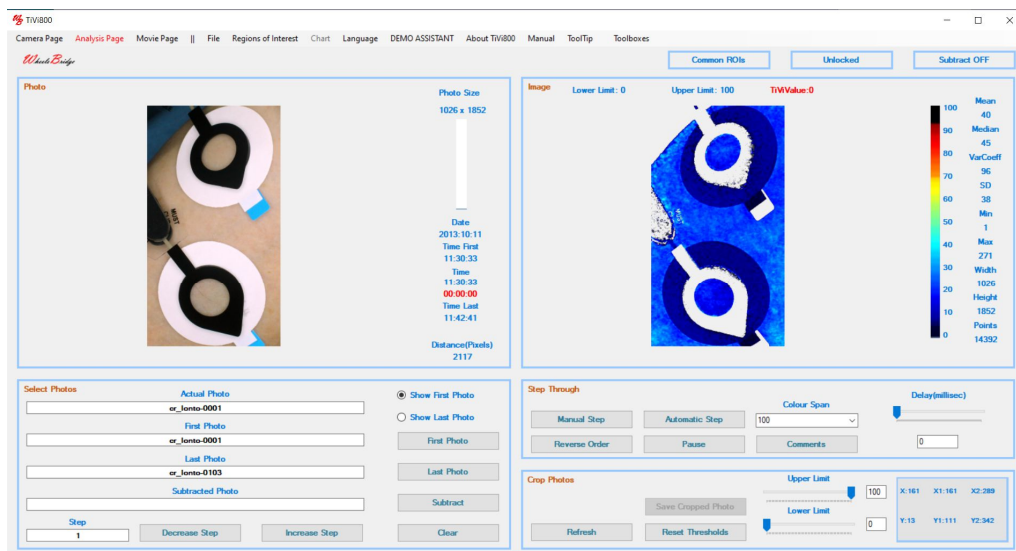 TiVi800
Camera Page Analysis Page Movie Page || File Regions of Interest Chart Language DEMO ASSISTANT About TiVi800 Manual ToolTip Toolboxes
WheelsBridge
Common ROIs Unlocked Subtract OFF
Photo
Photo Size
1026 x 1852
MUST
Date
2013:10:11
Time First
11:30:33
Time
11:30:33
00:00:00
Time Last
11:42:41
Distance(Pixels)
2117
Image Lower Limit: 0 Upper Limit: 100 TiViValue:0
100
90
80
70
60
50
40
30
20
10
0
Mean
40
Median
45
VarCoeff
96
SD
38
Min
1
Max
271
Width
1026
Height
1852
Points
14392
Select Photos
Actual Photo
cr_Ionto-0001
First Photo
cr_Ionto-0001
Last Photo
cr_Ionto-0103
Subtracted Photo
Step
1
Decrease Step Increase Step
Show First Photo
Show Last Photo
First Photo
Last Photo
Subtract
Clear
Step Through
Manual Step Automatic Step
Reverse Order Pause Comments
Colour Span
100
Delay(millisec)
0
Crop Photos
Save Cropped Photo
Refresh Reset Thresholds
Upper Limit
100
Lower Limit
0
X:161 X1:161 X2:289
Y:13 Y1:111 Y2:342